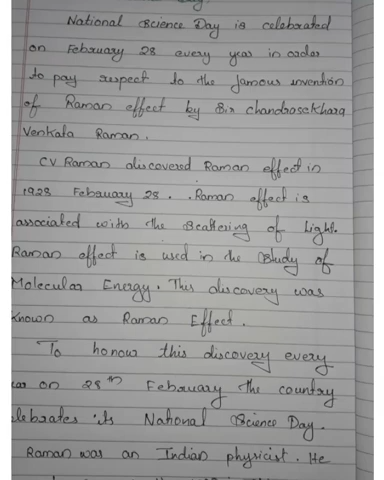 National Science Day is celebrated
on February 28 every year in order
to pay respect to the famous invention
of Raman effect by Sir chandrasekhara
Venkata Raman.
CV Raman discovered Raman effect in
1928 February 28. . Raman effect is
associated with the Scattering of Light.
Raman effect is used in the Study of
Molecular Energy. This discovery was
Known as Raman Effect.
To honour this discovery every
on 28th February the country
its National Science Day.
Raman was an Indian physicist. He